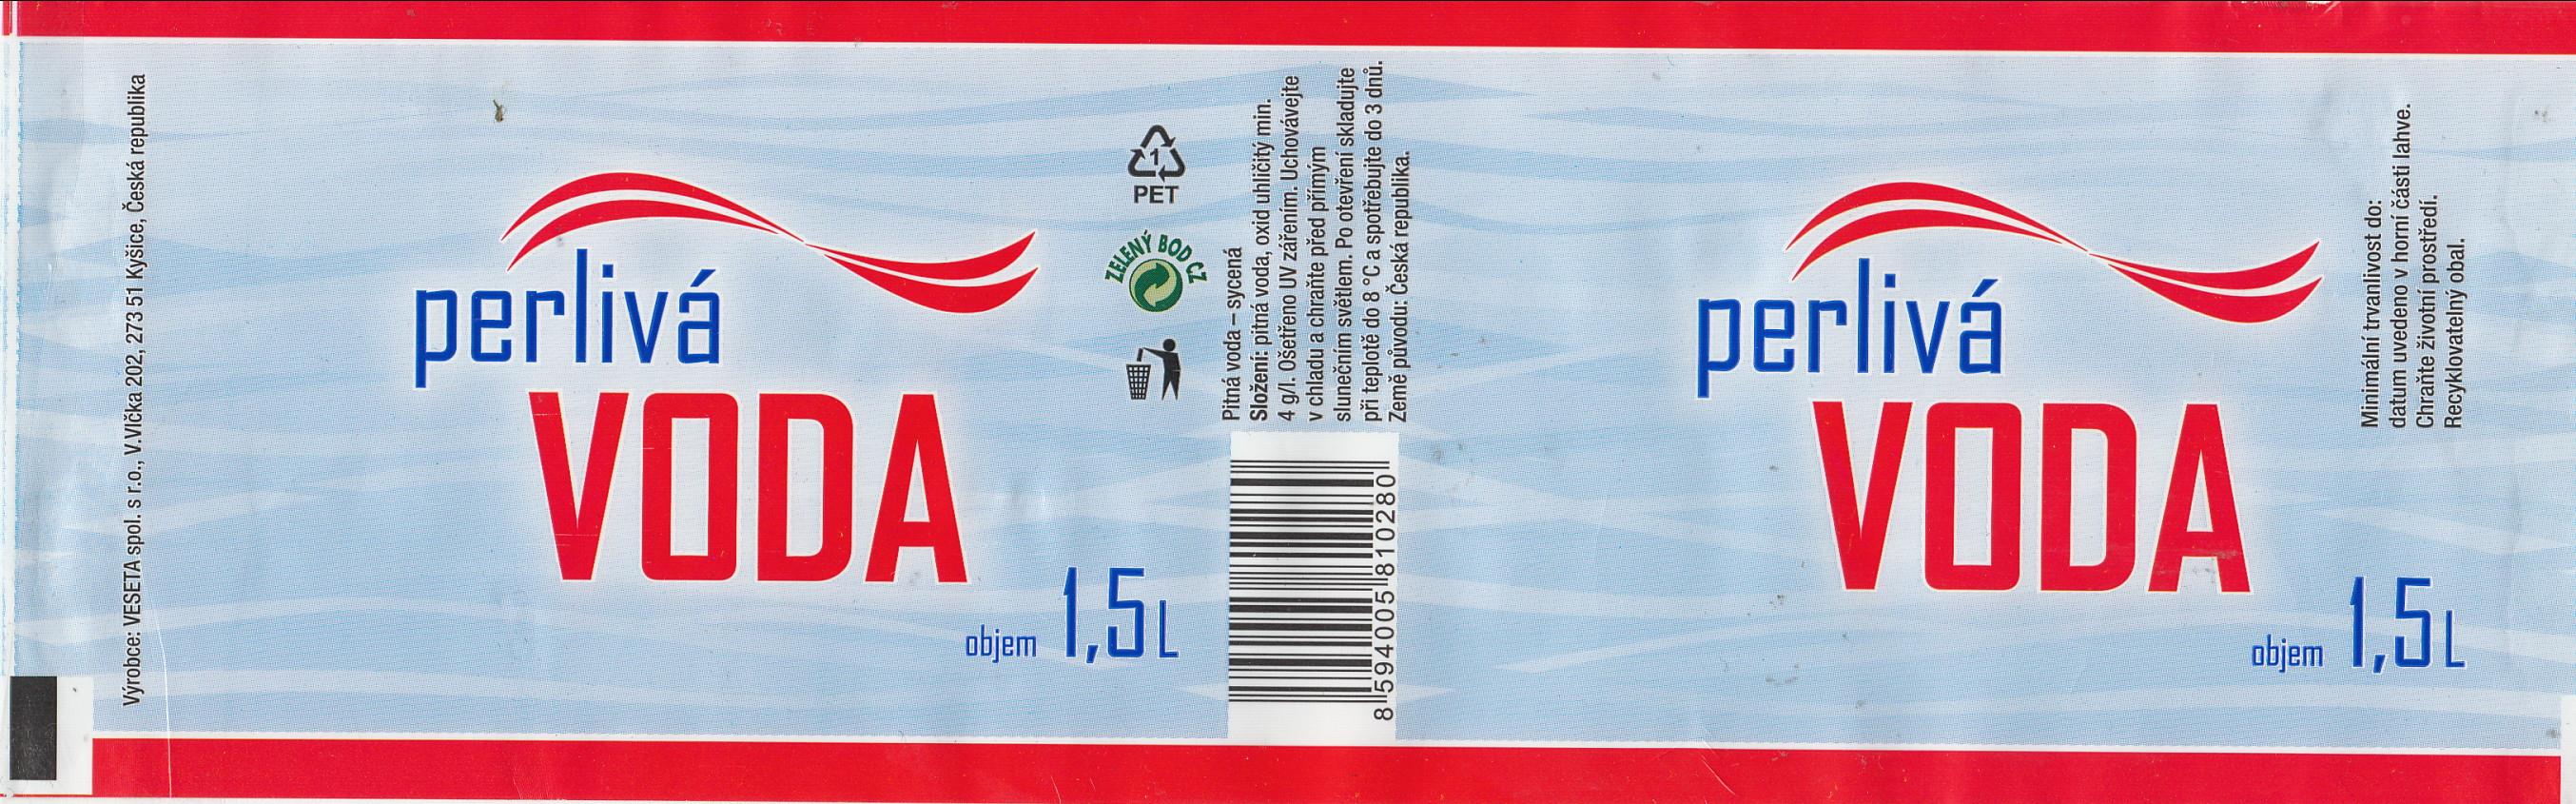 Výrobce: VESETA spol. s r.o., V.Vlčka 202, 273 51 Kyšice, Česká republika
perlivá
VODA
objem 1,5L
1
PET
ZELENÝ BOD CZ
Pitná voda – sycená
Složení: pitná voda, oxid uhličitý min.
4 g/l. Ošetřeno UV zářením. Uchovávejte
v chladu a chraňte před přímým
slunečním světlem. Po otevření skladujte
při teplotě do 8 °C a spotřebujte do 3 dnů.
Země původu: Česká republika.
8 594005 810280
perlivá
VODA
objem 1,5L
Minimální trvanlivost do:
datum uvedeno v horní části lahve.
Chraňte životní prostředí.
Recyklovatelný obal.